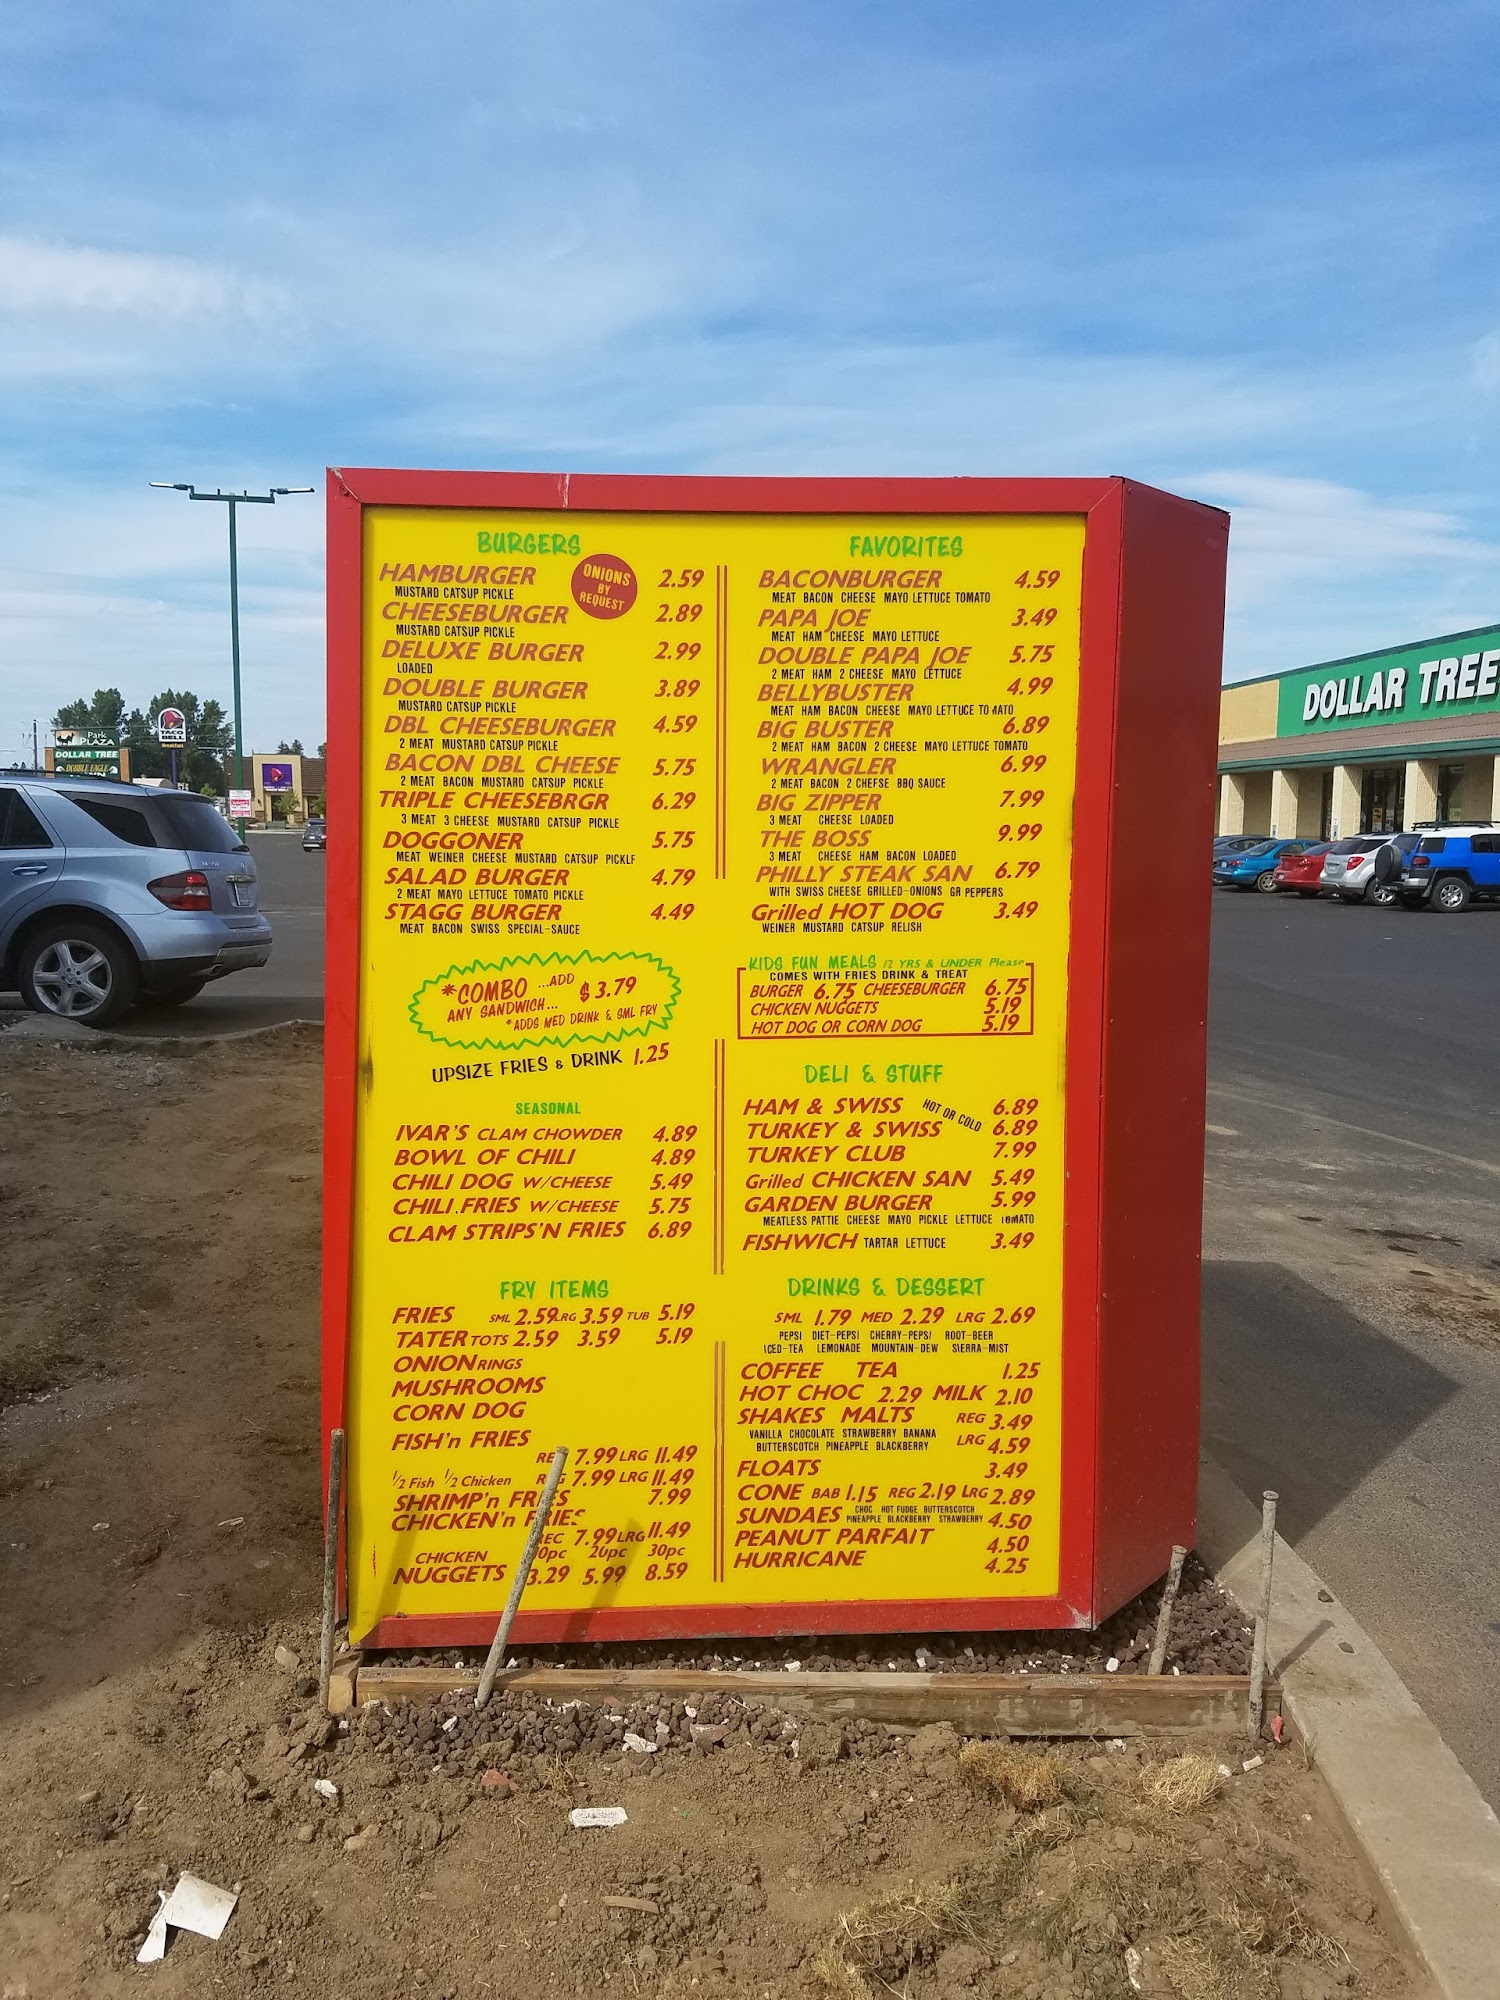 BURGERS
ONIONS
BY
REQUEST
HAMBURGER 2.59
MUSTARD CATSUP PICKLE
CHEESEBURGER 2.89
MUSTARD CATSUP PICKLE
DELUXE BURGER 2.99
LOADED
DOUBLE BURGER 3.89
MUSTARD CATSUP PICKLE
DBL CHEESEBURGER 4.59
2 MEAT MUSTARD CATSUP PICKLE
BACON DBL CHEESE 5.75
2 MEAT BACON MUSTARD CATSUP PICKLE
TRIPLE CHEESEBRGR 6.29
3 MEAT 3 CHEESE MUSTARD CATSUP PICKLE
DOGGONER 5.75
MEAT WEINER CHEESE MUSTARD CATSUP PICKLE
SALAD BURGER 4.79
2 MEAT MAYO LETTUCE TOMATO PICKLE
STAGG BURGER 4.49
MEAT BACON SWISS SPECIAL-SAUCE
*COMBO ...ADD $3.79
ANY SANDWICH...
*ADDS MED DRINK & SML FRY
UPSIZE FRIES & DRINK 1.25
SEASONAL
IVAR'S CLAM CHOWDER 4.89
BOWL OF CHILI 4.89
CHILI DOG W/CHEESE 5.49
CHILI FRIES W/CHEESE 5.75
CLAM STRIPS'N FRIES 6.89
FRY ITEMS
FRIES SML 2.59 LRG 3.59 TUB 5.19
TATER TOTS 2.59 3.59 5.19
ONION RINGS
MUSHROOMS
CORN DOG
FISH'n FRIES
REG 7.99 LRG 11.49
1/2 Fish 1/2 Chicken REG 7.99 LRG 11.49
SHRIMP'n FRIES 7.99
CHICKEN'n FRIES
REG 7.99 LRG 11.49
CHICKEN 10pc 20pc 30pc
NUGGETS 3.29 5.99 8.59
FAVORITES
BACONBURGER 4.59
MEAT BACON CHEESE MAYO LETTUCE TOMATO
PAPA JOE 3.49
MEAT HAM CHEESE MAYO LETTUCE
DOUBLE PAPA JOE 5.75
2 MEAT HAM 2 CHEESE MAYO LETTUCE
BELLYBUSTER 4.99
MEAT HAM BACON CHEESE MAYO LETTUCE TOMATO
BIG BUSTER 6.89
2 MEAT HAM BACON 2 CHEESE MAYO LETTUCE TOMATO
WRANGLER 6.99
2 MEAT BACON 2 CHEESE BBQ SAUCE
BIG ZIPPER 7.99
3 MEAT CHEESE LOADED
THE BOSS 9.99
3 MEAT CHEESE HAM BACON LOADED
PHILLY STEAK SAN 6.79
WITH SWISS CHEESE GRILLED-ONIONS GR PEPPERS
Grilled HOT DOG 3.49
WEINER MUSTARD CATSUP RELISH
KIDS FUN MEALS 12 YRS & UNDER Please
COMES WITH FRIES DRINK & TREAT
BURGER 6.75 CHEESEBURGER 6.75
CHICKEN NUGGETS 5.19
HOT DOG OR CORN DOG 5.19
DELI & STUFF
HAM & SWISS 6.89
HOT OR COLD
TURKEY & SWISS 6.89
TURKEY CLUB 7.99
Grilled CHICKEN SAN 5.49
GARDEN BURGER 5.99
MEATLESS PATTIE CHEESE MAYO PICKLE LETTUCE TOMATO
FISHWICH TARTAR LETTUCE 3.49
DRINKS & DESSERT
SML 1.79 MED 2.29 LRG 2.69
PEPSI DIET-PEPSI CHERRY-PEPSI ROOT-BEER
ICED-TEA LEMONADE MOUNTAIN-DEW SIERRA-MIST
COFFEE TEA 1.25
HOT CHOC 2.29 MILK 2.10
SHAKES MALTS REG 3.49
VANILLA CHOCOLATE STRAWBERRY BANANA
BUTTERSCOTCH PINEAPPLE BLACKBERRY LRG 4.59
FLOATS 3.49
CONE BAB 1.15 REG 2.19 LRG 2.89
SUNDAES CHOC HOT FUDGE BUTTERSCOTCH
PINEAPPLE BLACKBERRY STRAWBERRY 4.50
PEANUT PARFAIT 4.50
HURRICANE 4.25
DOLLAR TREE
Park
PLAZA
DOLLAR TREE
DOUBLE EAGLE
TACO
BELL
Breakfast